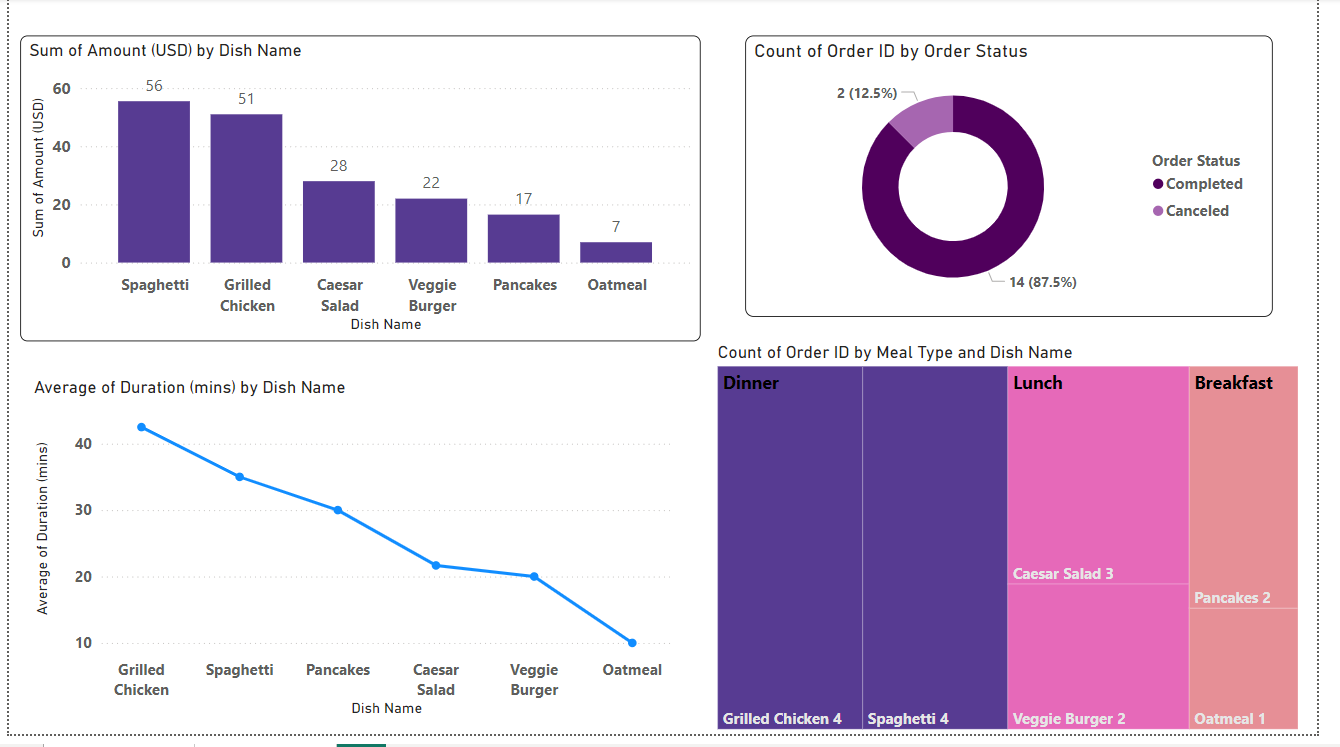 Sum of Amount (USD) by Dish Name
Sum of Amount (USD)
60
40
20
0
56
51
28
22
17
7
Spaghetti
Grilled
Chicken
Caesar
Salad
Veggie
Burger
Pancakes
Oatmeal
Dish Name
Count of Order ID by Order Status
2 (12.5%)
14 (87.5%)
Order Status
Completed
Canceled
Average of Duration (mins) by Dish Name
Average of Duration (mins)
40
30
20
10
Grilled
Chicken
Spaghetti
Pancakes
Caesar
Salad
Veggie
Burger
Oatmeal
Dish Name
Count of Order ID by Meal Type and Dish Name
Dinner
Grilled Chicken 4
Spaghetti 4
Lunch
Caesar Salad 3
Veggie Burger 2
Breakfast
Pancakes 2
Oatmeal 1